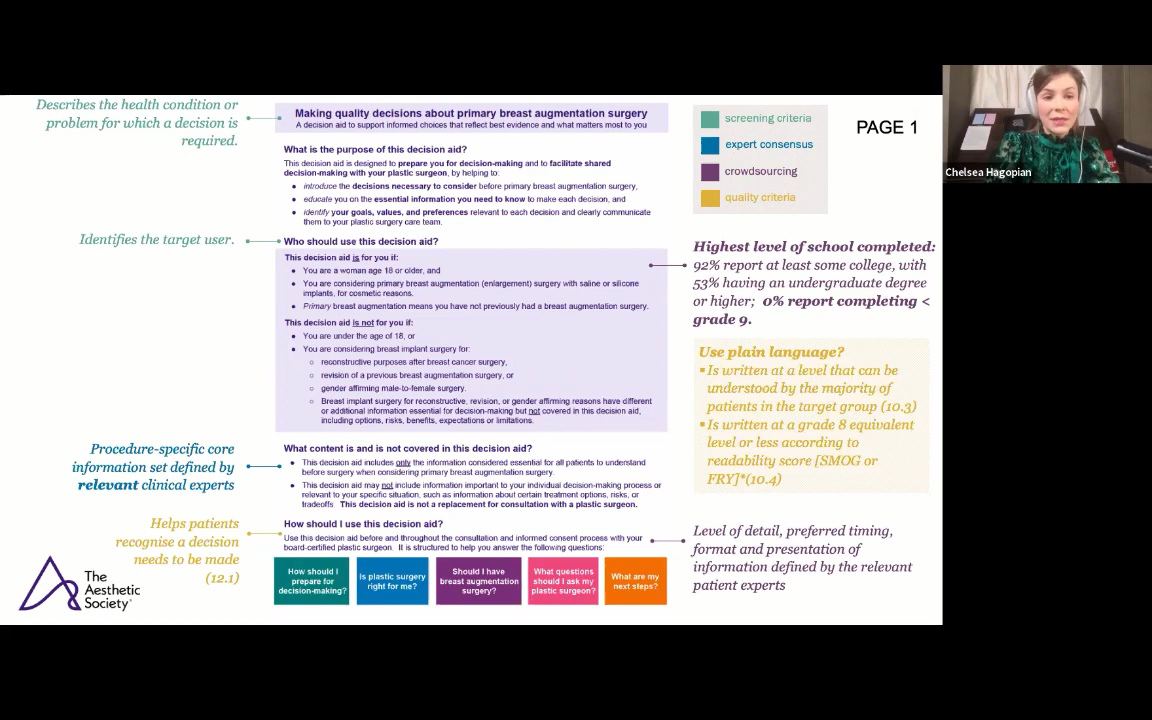 Describes the health condition or
problem for which a decision is
required.
Identifies the target user.
Procedure-specific core
information set defined by
relevant clinical experts
Helps patients
recognise a decision
needs to be made
(12.1)
The
Aesthetic
Society
Making quality decisions about primary breast augmentation surgery
A decision aid to support informed choices that reflect best evidence and what matters most to you
What is the purpose of this decision aid?
This decision aid is designed to prepare you for decision-making and to facilitate shared
decision-making with your plastic surgeon, by helping to:
● introduce the decisions necessary to consider before primary breast augmentation surgery,
● educate you on the essential information you need to know to make each decision, and
● identify your goals, values, and preferences relevant to each decision and clearly communicate
them to your plastic surgery care team.
Who should use this decision aid?
This decision aid is for you if:
● You are a woman age 18 or older, and
● You are considering primary breast augmentation (enlargement) surgery with saline or silicone
implants, for cosmetic reasons.
● Primary breast augmentation means you have not previously had a breast augmentation surgery.
This decision aid is not for you if:
● You are under the age of 18, or
● You are considering breast implant surgery for:
○ reconstructive purposes after breast cancer surgery,
○ revision of a previous breast augmentation surgery, or
○ gender affirming male-to-female surgery.
○ Breast implant surgery for reconstructive, revision, or gender affirming reasons have different
or additional information essential for decision-making but not covered in this decision aid,
including options, risks, benefits, expectations or limitations.
What content is and is not covered in this decision aid?
● This decision aid includes only the information considered essential for all patients to understand
before surgery when considering primary breast augmentation surgery.
● This decision aid may not include information important to your individual decision-making process or
relevant to your specific situation, such as information about certain treatment options, risks, or
tradeoffs. This decision aid is not a replacement for consultation with a plastic surgeon.
How should I use this decision aid?
Use this decision aid before and throughout the consultation and informed consent process with your
board-certified plastic surgeon. It is structured to help you answer the following questions:
How should I
prepare for
decision-making?
Is plastic surgery
right for me?
Should I have
breast augmentation
surgery?
What questions
should I ask my
plastic surgeon?
What are my
next steps?
screening criteria
expert consensus
crowdsourcing
quality criteria
PAGE 1
Highest level of school completed:
92% report at least some college, with
53% having an undergraduate degree
or higher; 0% report completing <
grade 9.
Use plain language?
▪Is written at a level that can be
understood by the majority of
patients in the target group (10.3)
▪Is written at a grade 8 equivalent
level or less according to
readability score [SMOG or
FRY]*(10.4)
Level of detail, preferred timing,
format and presentation of
information defined by the relevant
patient experts
Chelsea Hagopian